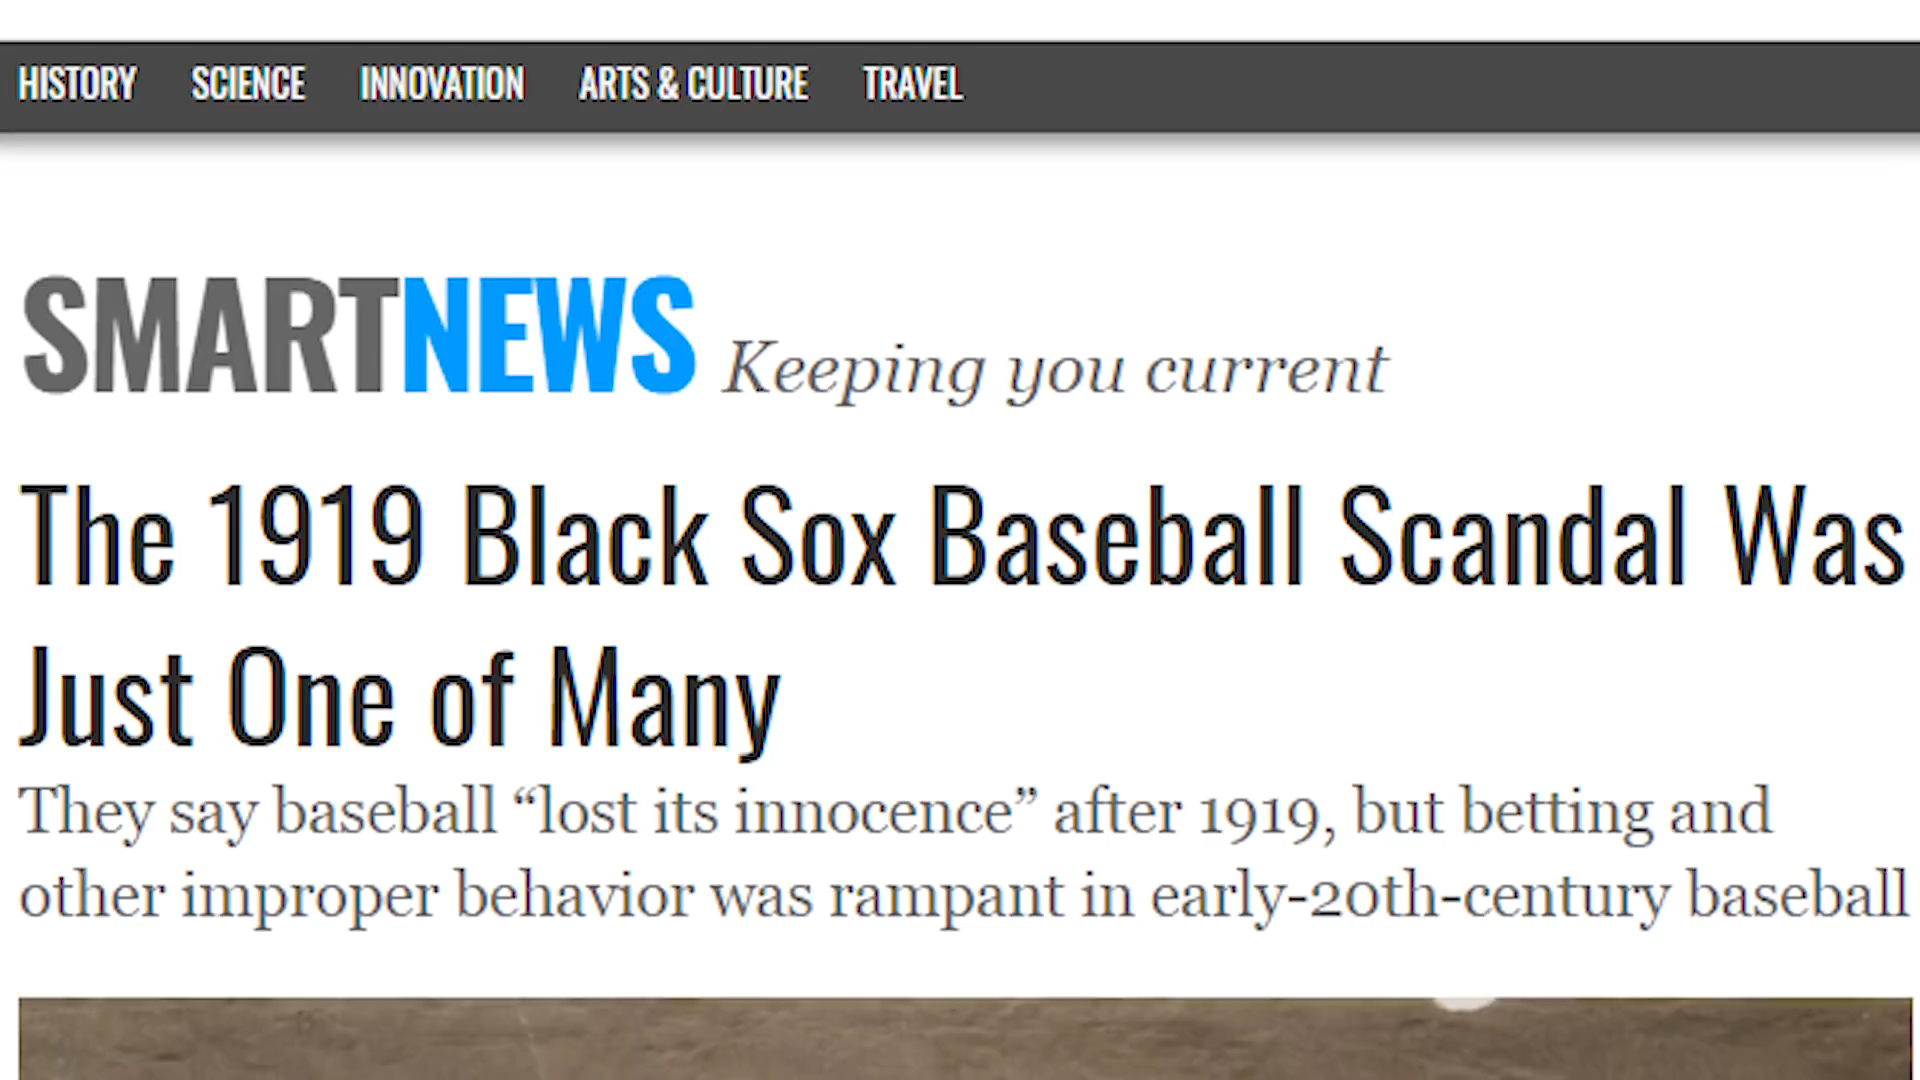 HISTORY SCIENCE INNOVATION ARTS & CULTURE TRAVEL
SMARTNEWS Keeping you current
The 1919 Black Sox Baseball Scandal Was
Just One of Many
They say baseball “lost its innocence” after 1919, but betting and
other improper behavior was rampant in early-20th-century baseball